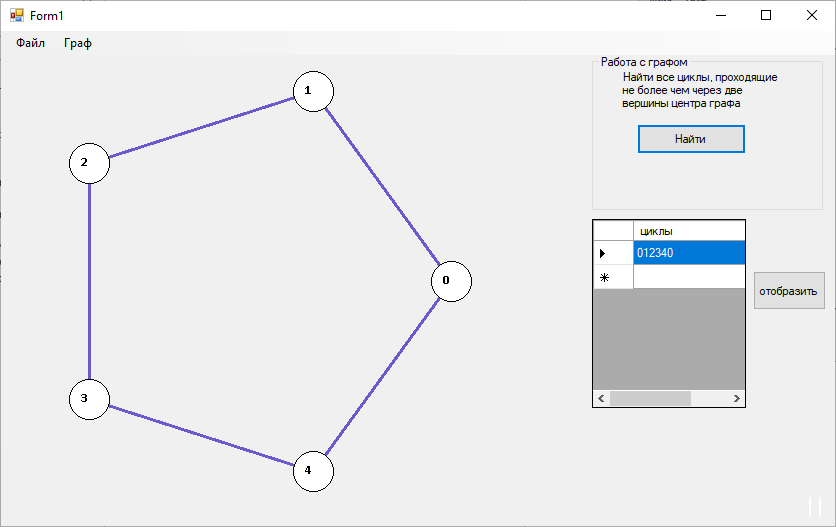 Form1
Файл Граф
Работа с графом
Найти все циклы, проходящие
не более чем через две
вершины центра графа
Найти
1
2
0
3
4
циклы
012340
отобразить